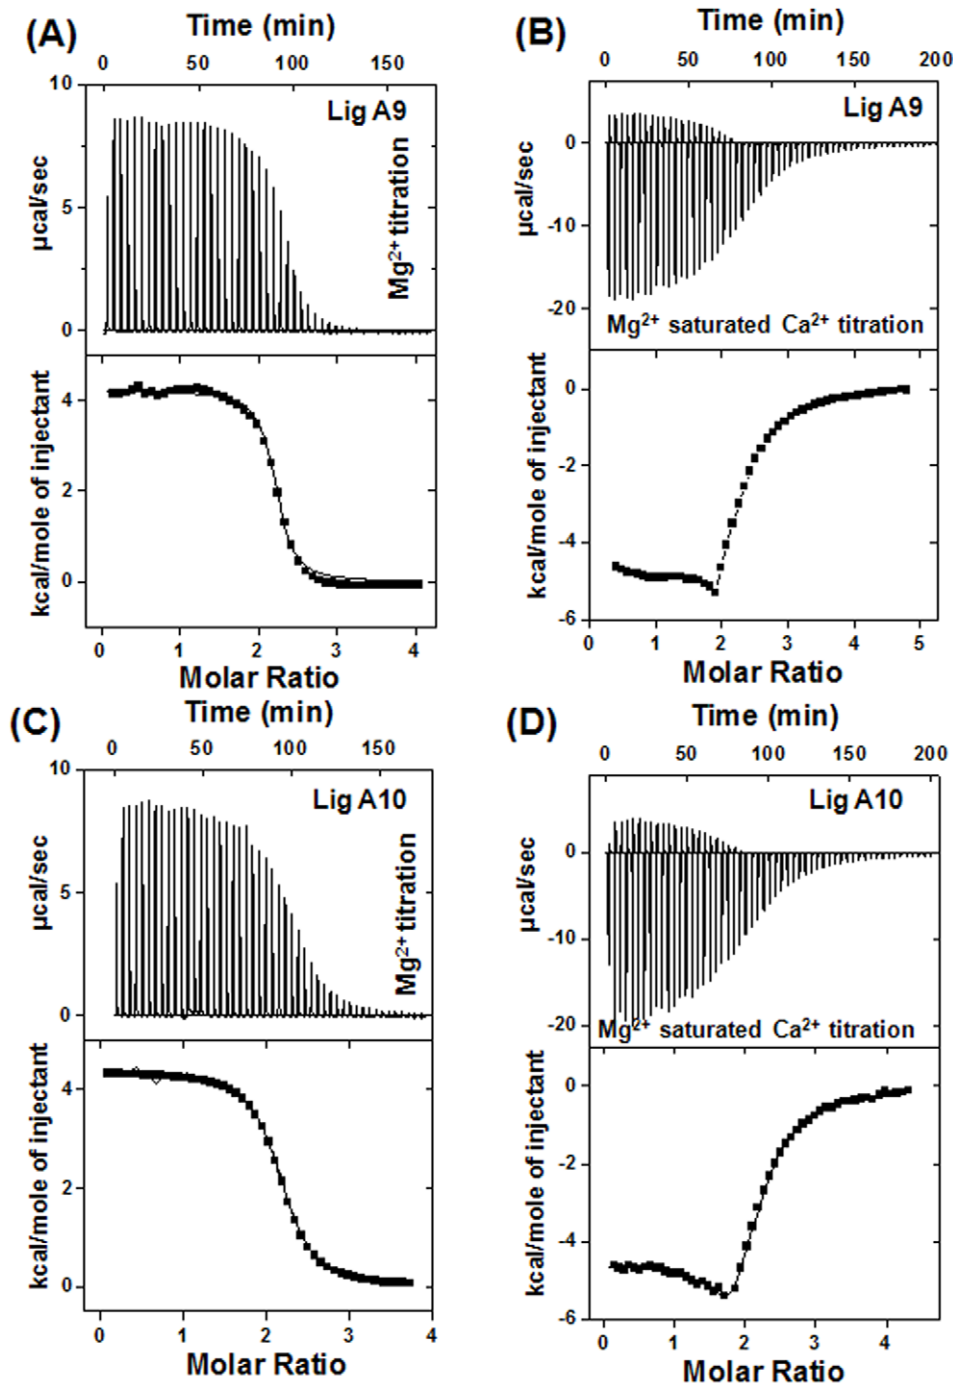 (A)
Time (min)
0 50 100 150
10
5
0
µcal/sec
Lig A9
Mg²⁺ titration
4
2
0
kcal/mole of injectant
0 1 2 3 4
Molar Ratio
(B)
Time (min)
0 50 100 150 200
0
-10
-20
µcal/sec
Lig A9
Mg²⁺ saturated Ca²⁺ titration
0
-2
-4
-6
kcal/mole of injectant
0 1 2 3 4 5
Molar Ratio
(C)
Time (min)
0 50 100 150
10
5
0
µcal/sec
Lig A10
Mg²⁺ titration
4
2
0
kcal/mole of injectant
0 1 2 3 4
Molar Ratio
(D)
Time (min)
0 50 100 150 200
0
-10
-20
µcal/sec
Lig A10
Mg²⁺ saturated Ca²⁺ titration
0
-2
-4
-6
kcal/mole of injectant
0 1 2 3 4
Molar Ratio